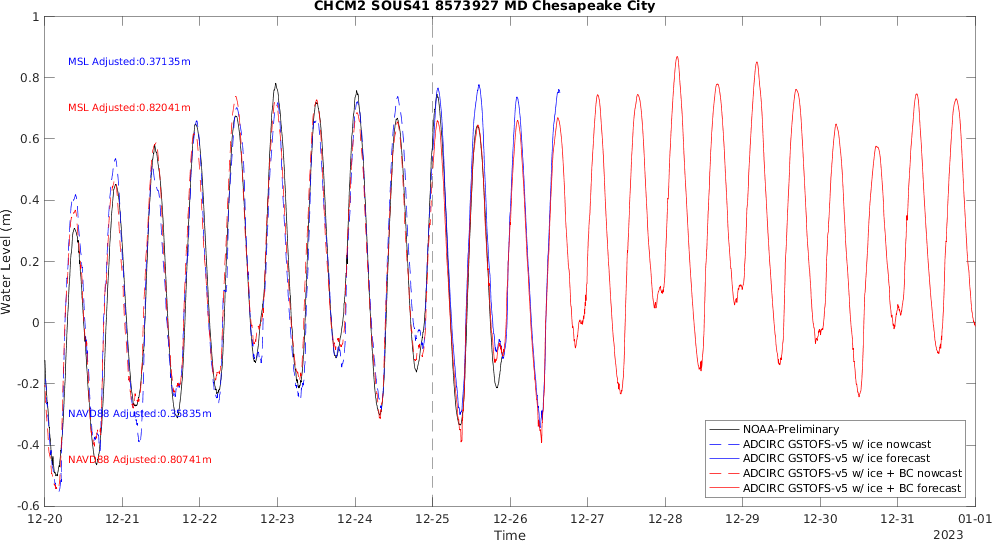 CHCM2 SOUS41 8573927 MD Chesapeake City
Water Level (m)
1
0.8
0.6
0.4
0.2
0
-0.2
-0.4
-0.6
MSL Adjusted:0.37135m
MSL Adjusted:0.82041m
NAVD88 Adjusted:0.35835m
NAVD88 Adjusted:0.80741m
NOAA-Preliminary
ADCIRC GSTOFS-v5 w/ ice nowcast
ADCIRC GSTOFS-v5 w/ ice forecast
ADCIRC GSTOFS-v5 w/ ice + BC nowcast
ADCIRC GSTOFS-v5 w/ ice + BC forecast
12-20 12-21 12-22 12-23 12-24 12-25 12-26 12-27 12-28 12-29 12-30 12-31 01-01
Time
2023